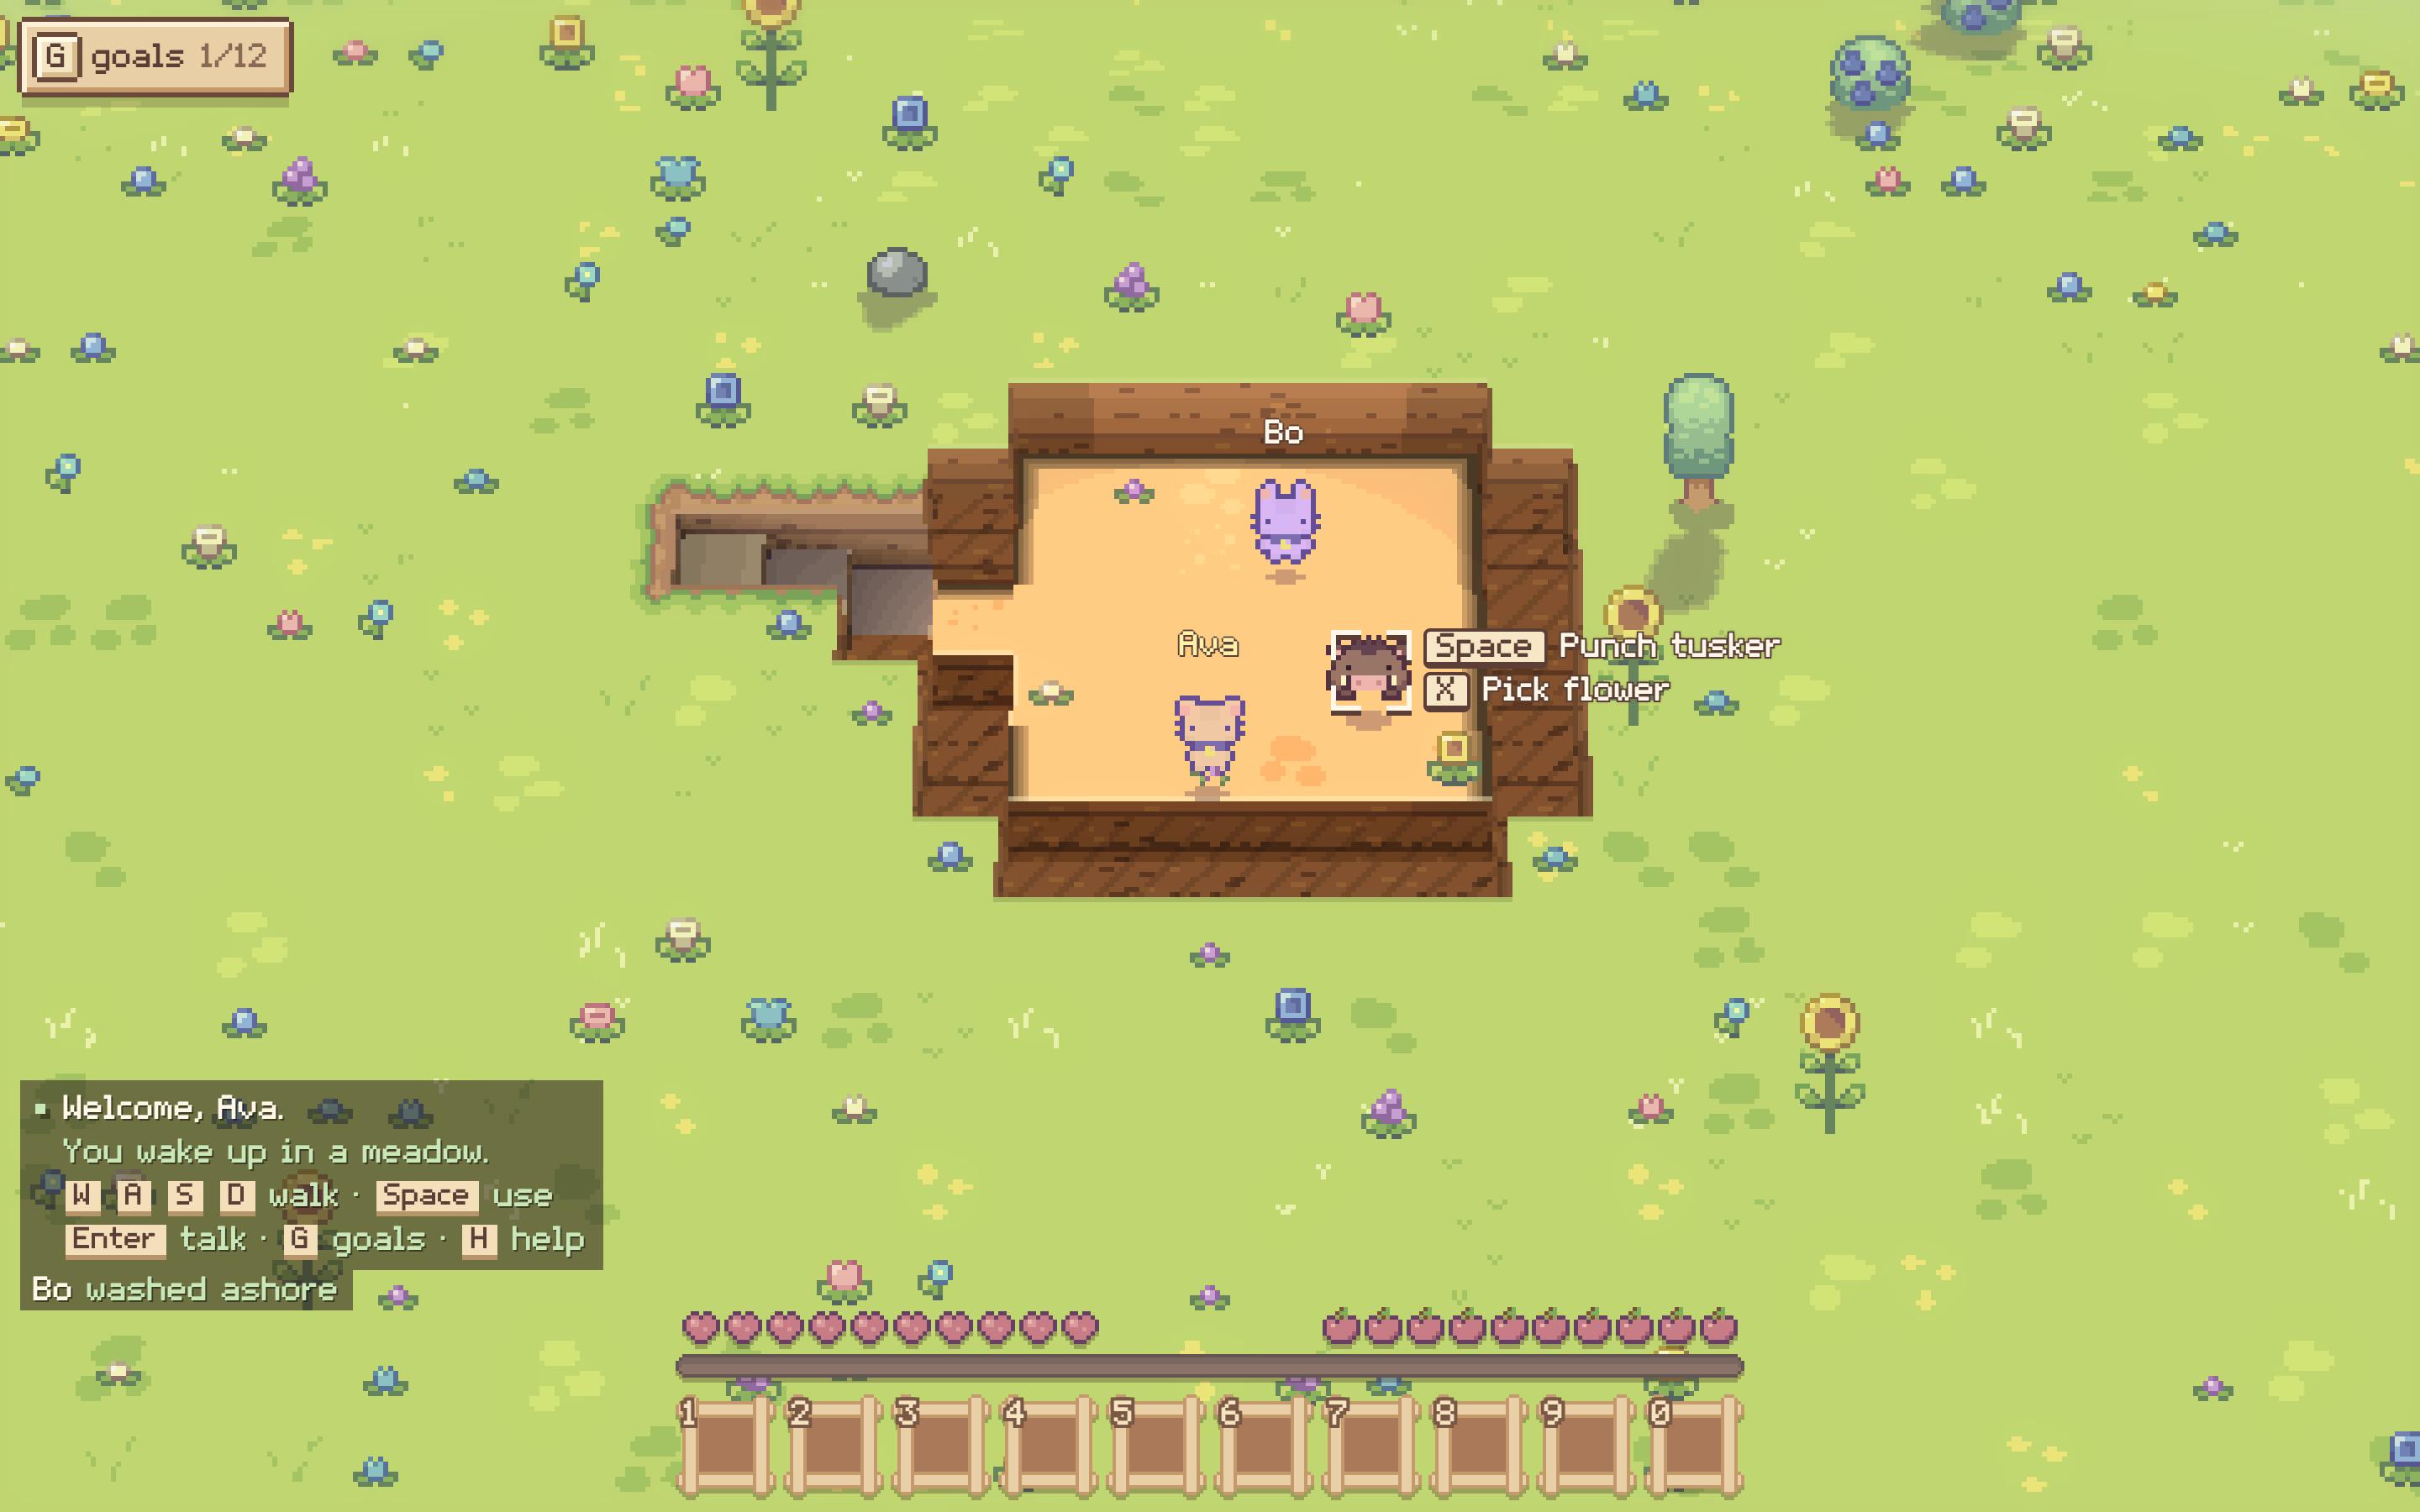 G goals 1/12
Bo
Ava
Space Punch tusker
X Pick flower
Welcome, Ava.
You wake up in a meadow.
W A S D walk · Space use
Enter talk · G goals · H help
Bo washed ashore
1 2 3 4 5 6 7 8 9 0